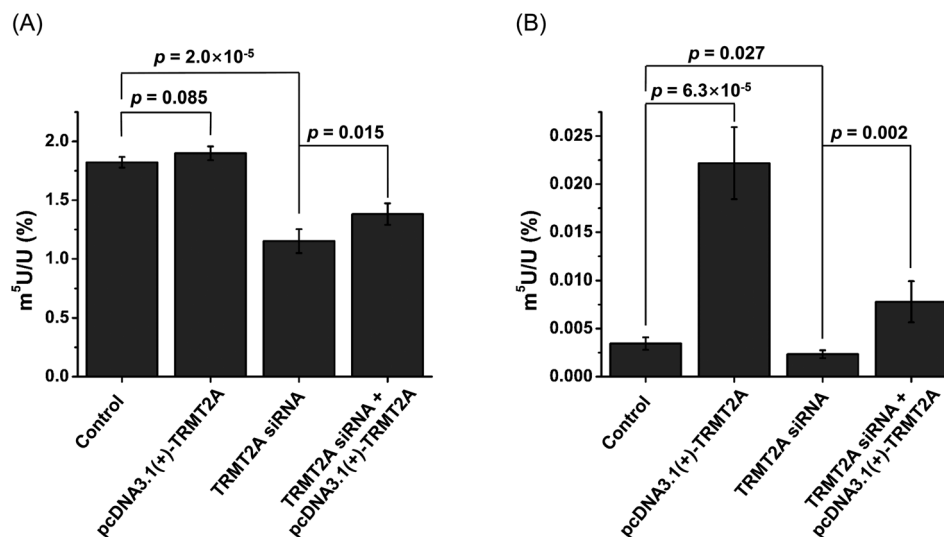 (A)
p = 2.0×10⁻⁵
p = 0.085
p = 0.015
2.0
1.5
1.0
0.5
0.0
m⁵U/U (%)
Control
pcDNA3.1(+)-TRMT2A
TRMT2A siRNA
TRMT2A siRNA +
pcDNA3.1(+)-TRMT2A
(B)
p = 0.027
p = 6.3×10⁻⁵
p = 0.002
0.025
0.020
0.015
0.010
0.005
0.000
m⁵U/U (%)
Control
pcDNA3.1(+)-TRMT2A
TRMT2A siRNA
TRMT2A siRNA +
pcDNA3.1(+)-TRMT2A